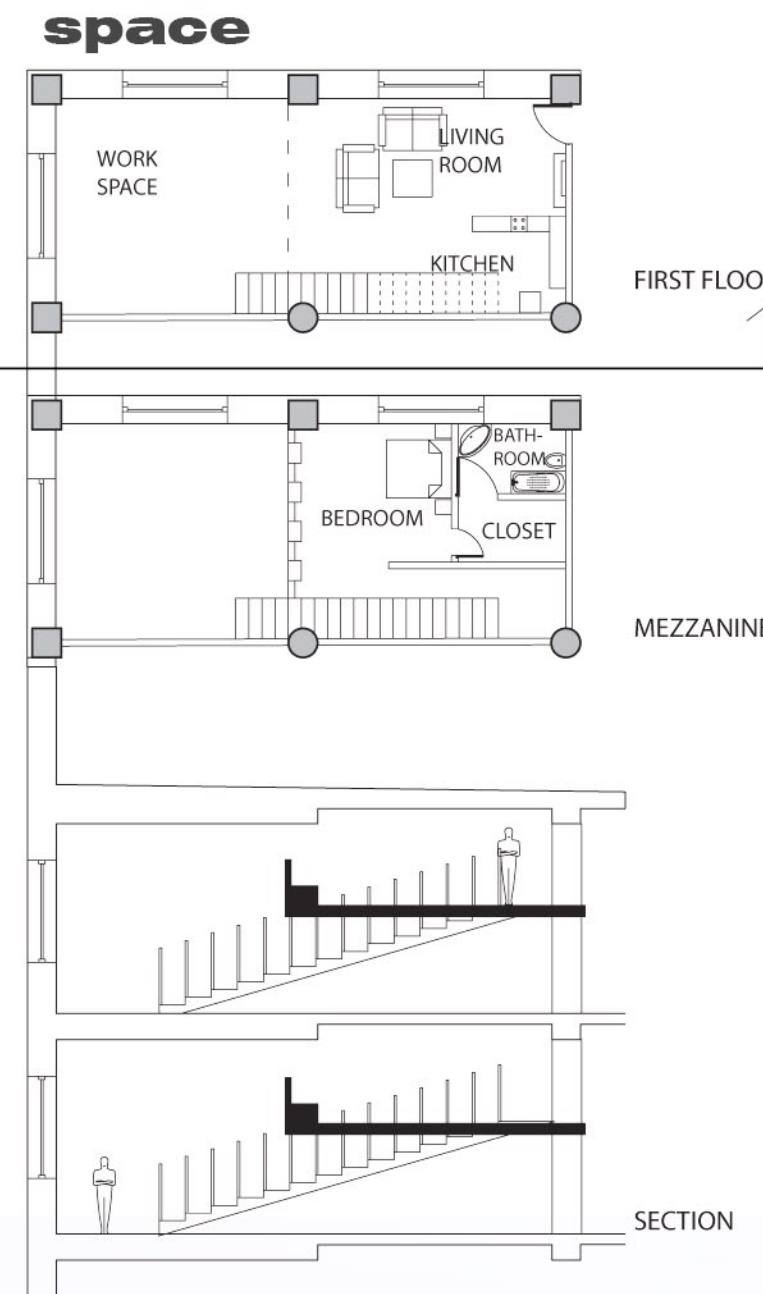 space
WORK
SPACE
LIVING
ROOM
KITCHEN
FIRST FLOO
BATH-
ROOM
BEDROOM
CLOSET
MEZZANINE
SECTION